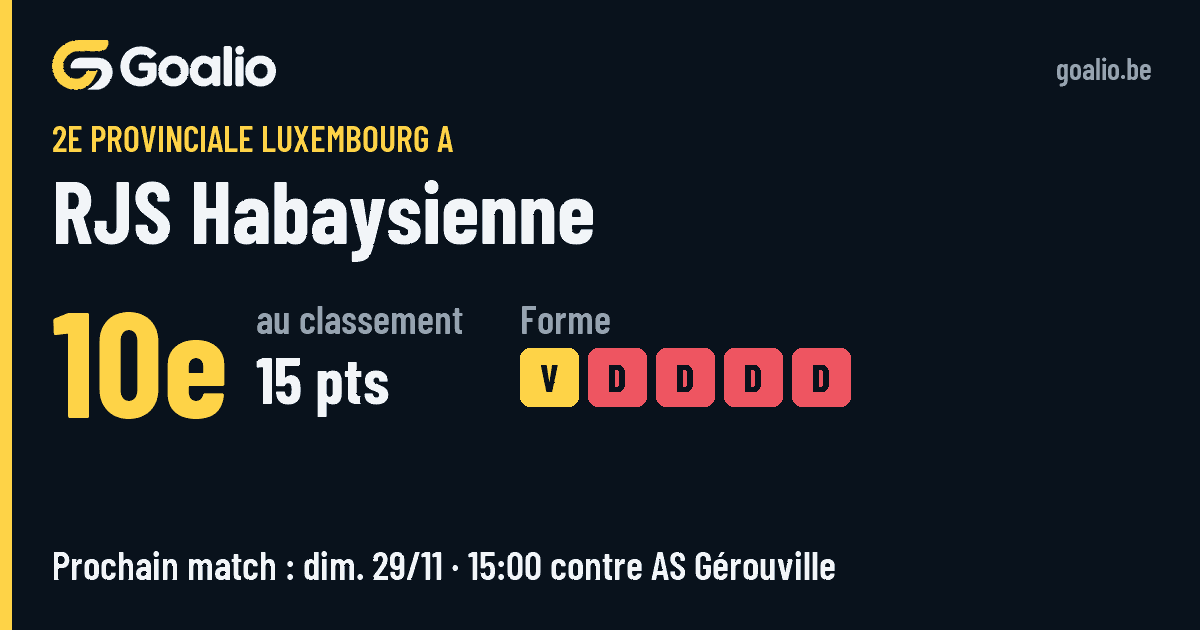 Goalio
goalio.be
2E PROVINCIALE LUXEMBOURG A
RJS Habaysienne
10e
au classement
15 pts
Forme
V D D D D
Prochain match : dim. 29/11 · 15:00 contre AS Gérouville